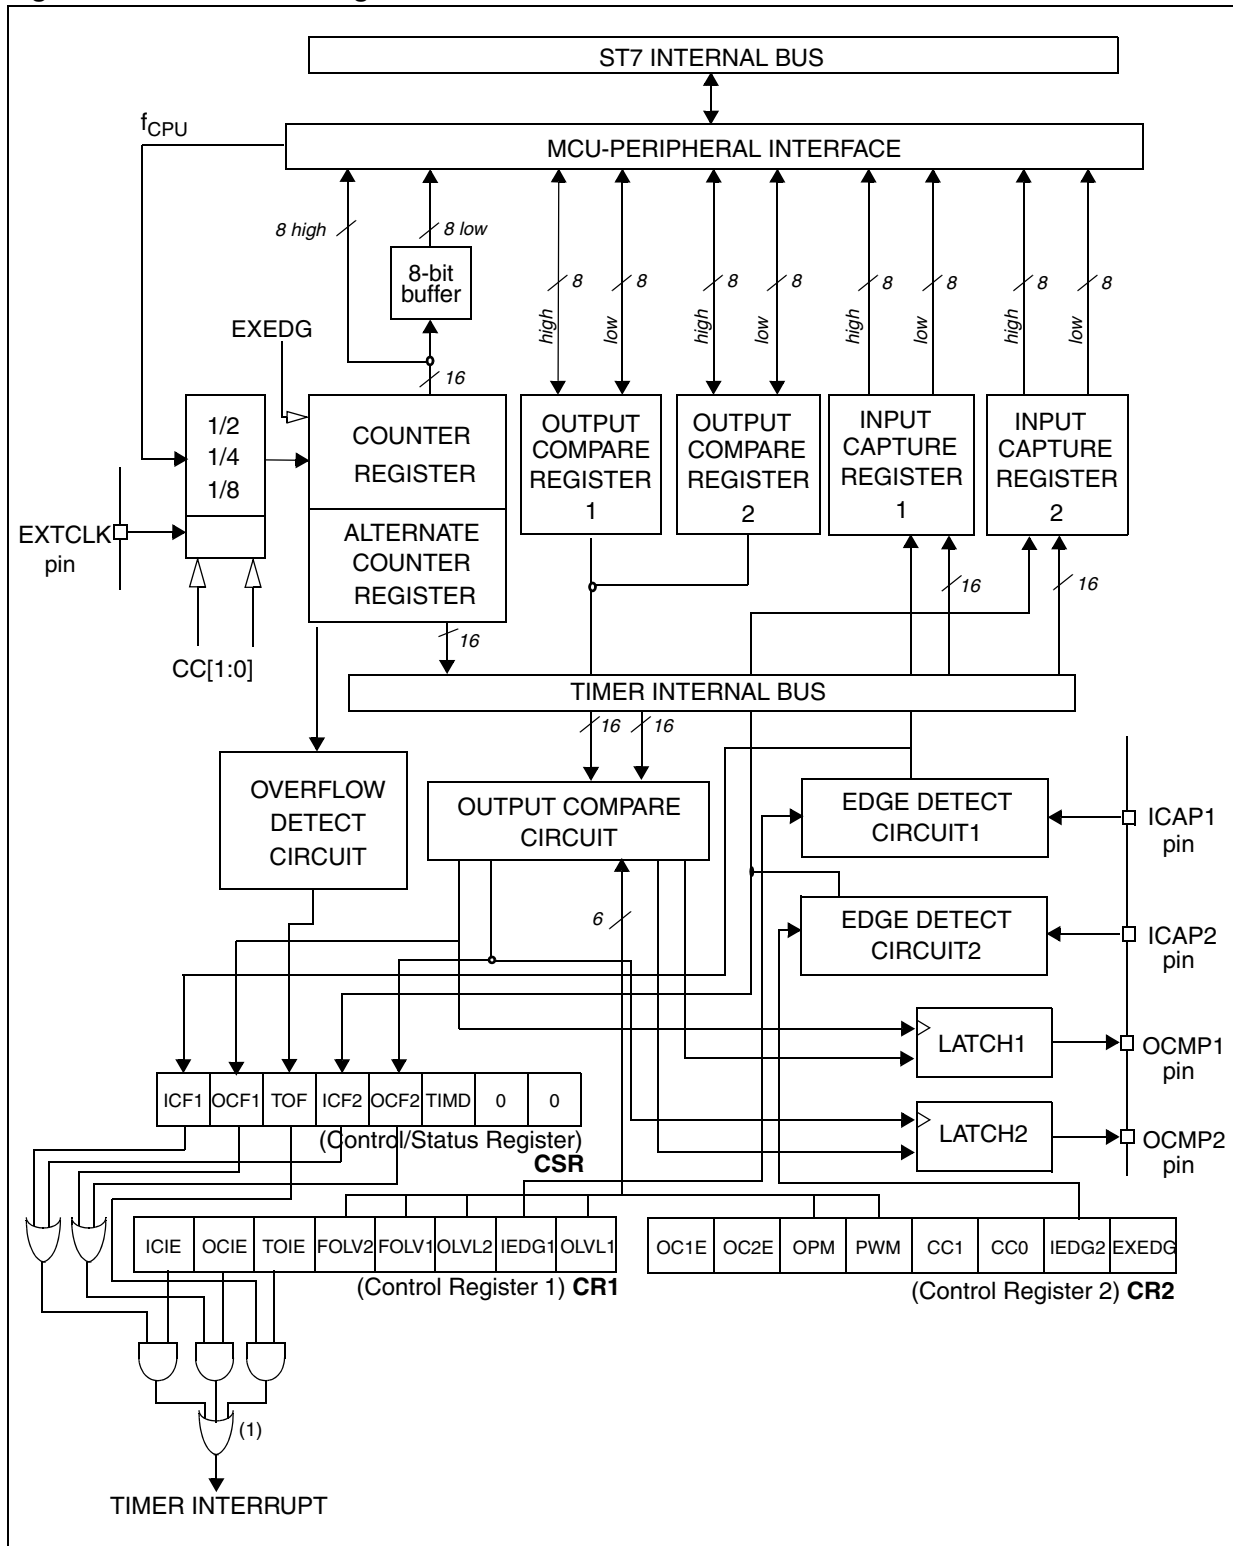 ST7 INTERNAL BUS
fCPU
MCU-PERIPHERAL INTERFACE
8 high
8 low
8-bit
buffer
8
8
8
8
8
8
8
8
high
low
high
low
high
low
high
low
EXEDG
16
1/2
1/4
1/8
COUNTER
REGISTER
OUTPUT
COMPARE
REGISTER
1
OUTPUT
COMPARE
REGISTER
2
INPUT
CAPTURE
REGISTER
1
INPUT
CAPTURE
REGISTER
2
EXTCLK
pin
ALTERNATE
COUNTER
REGISTER
16
16
16
CC[1:0]
TIMER INTERNAL BUS
16
16
OVERFLOW
DETECT
CIRCUIT
OUTPUT COMPARE
CIRCUIT
EDGE DETECT
CIRCUIT1
ICAP1
pin
6
EDGE DETECT
CIRCUIT2
ICAP2
pin
LATCH1
OCMP1
pin
ICF1 OCF1 TOF ICF2 OCF2 TIMD 0 0
(Control/Status Register)
CSR
LATCH2
OCMP2
pin
ICIE OCIE TOIE FOLV2 FOLV1 OLVL2 IEDG1 OLVL1
(Control Register 1) CR1
OC1E OC2E OPM PWM CC1 CC0 IEDG2 EXEDG
(Control Register 2) CR2
(1)
TIMER INTERRUPT